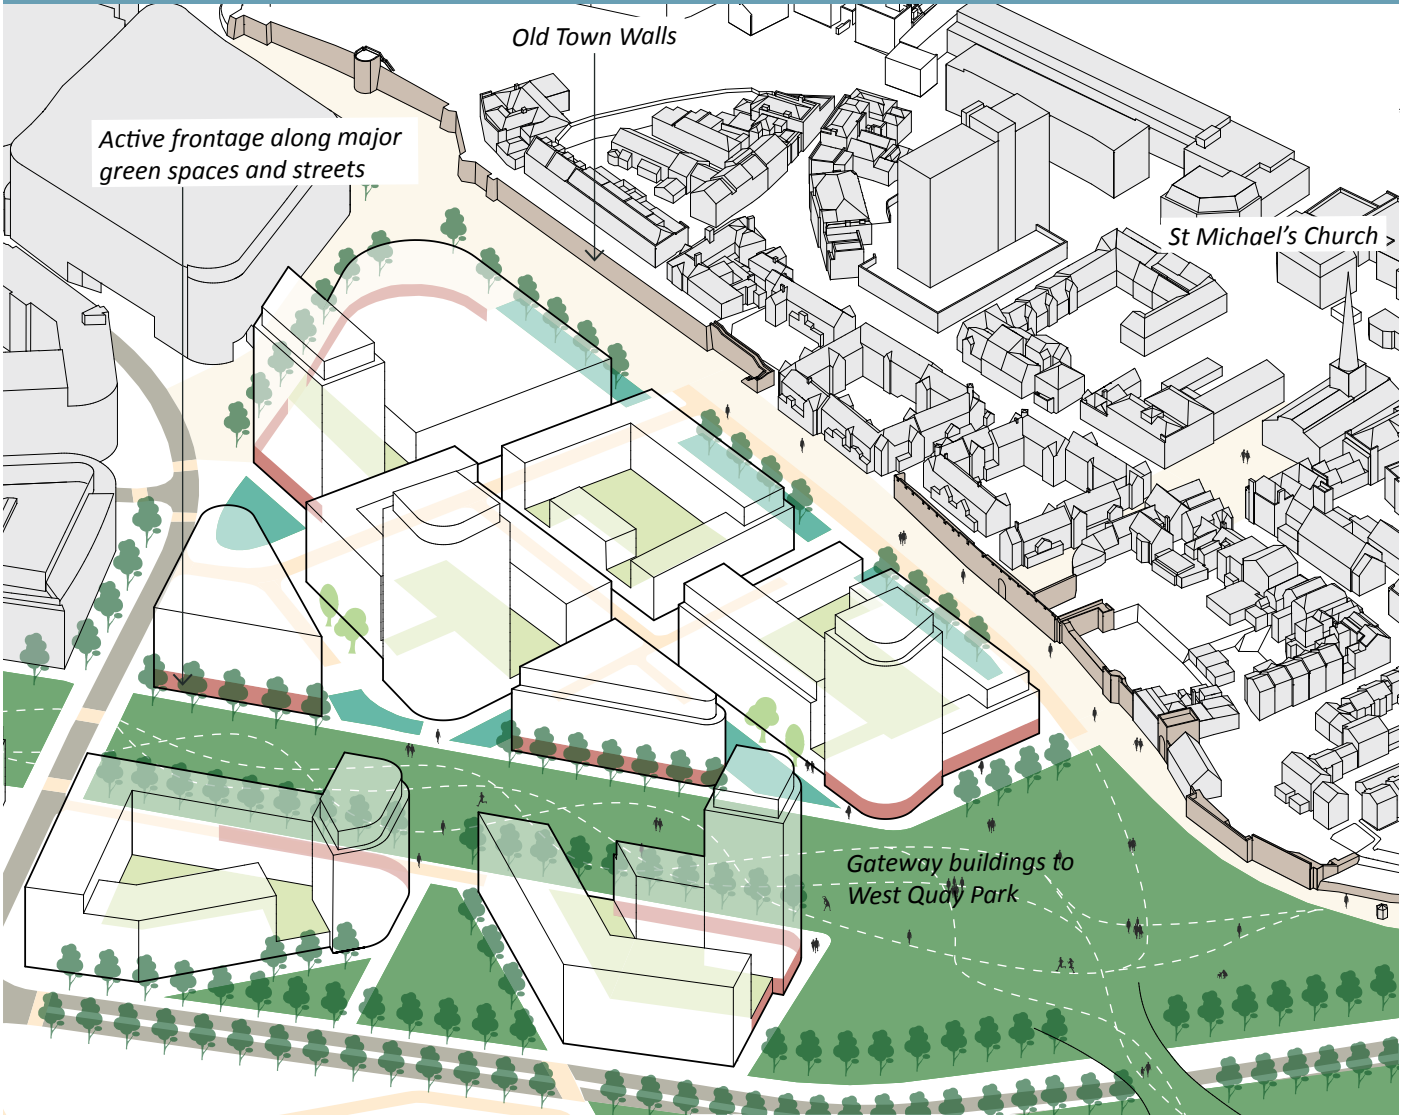 Old Town Walls
Active frontage along major
green spaces and streets
St Michael’s Church
Gateway buildings to
West Quay Park